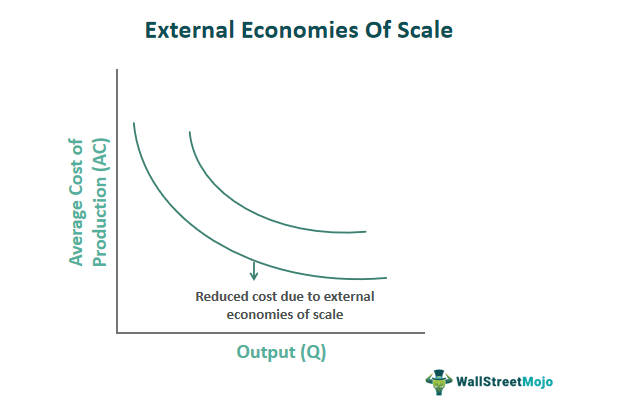 External Economies Of Scale
Average Cost of
Production (AC)
Reduced cost due to external
economies of scale
Output (Q)
WallStreetMojo